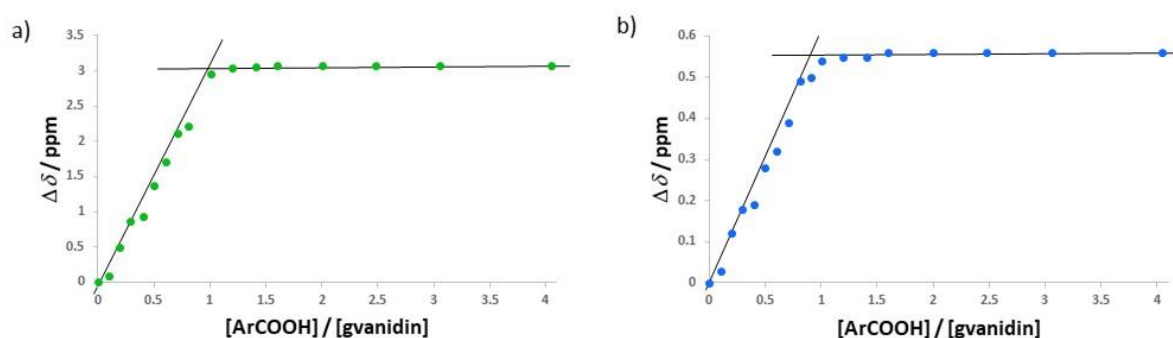 a)
3.5
3
2.5
2
1.5
1
0.5
0
Δδ / ppm
0 0.5 1 1.5 2 2.5 3 3.5 4
[ArCOOH] / [gvanidin]
b)
0.6
0.5
0.4
0.3
0.2
0.1
0
Δδ / ppm
0 0.5 1 1.5 2 2.5 3 3.5 4
[ArCOOH] / [gvanidin]